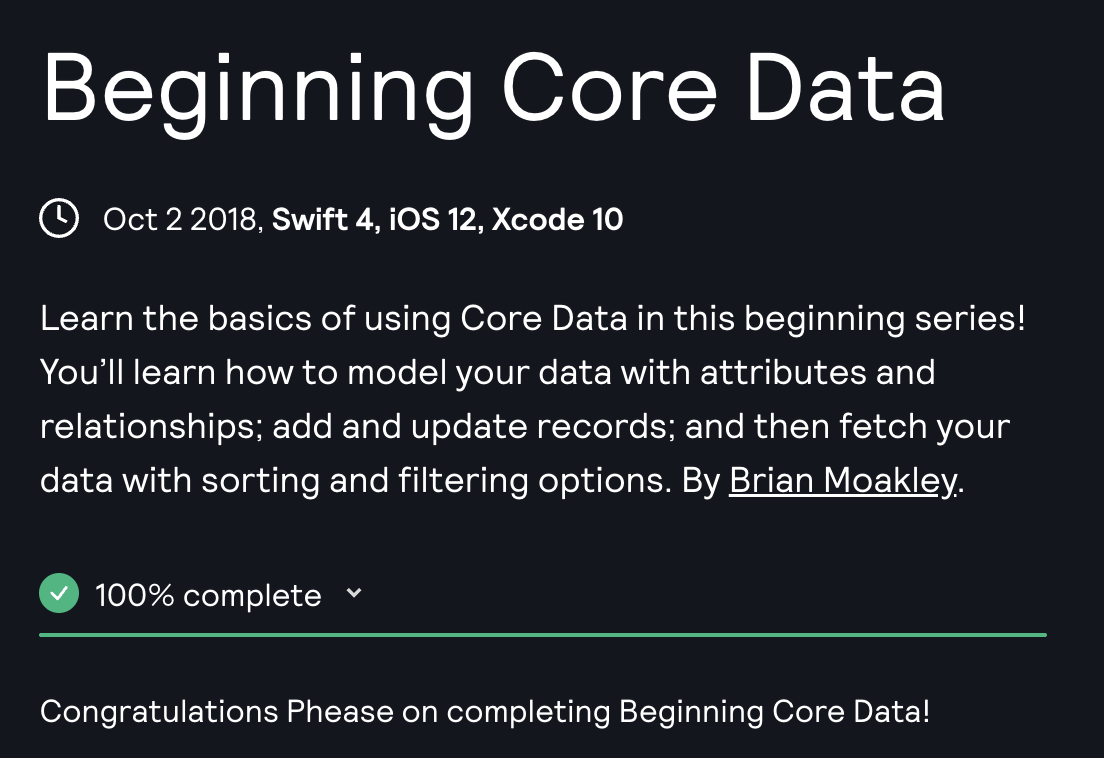 Beginning Core Data
Oct 2 2018, Swift 4, iOS 12, Xcode 10
Learn the basics of using Core Data in this beginning series!
You’ll learn how to model your data with attributes and
relationships; add and update records; and then fetch your
data with sorting and filtering options. By Brian Moakley.
100% complete
Congratulations Phease on completing Beginning Core Data!